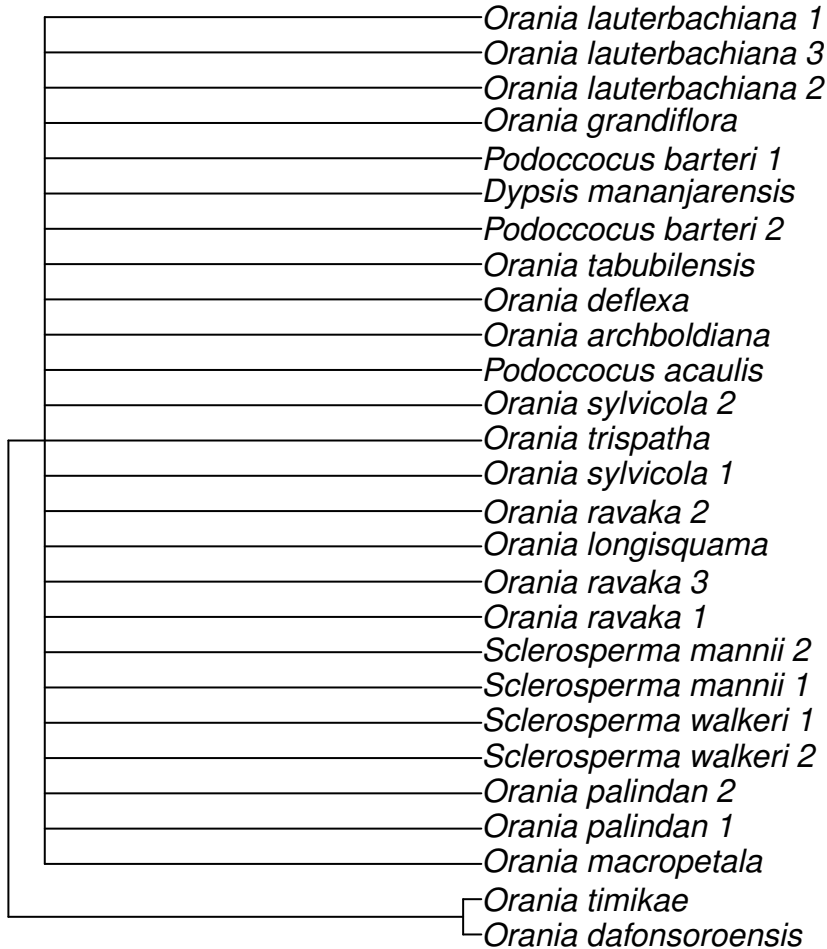 Orania lauterbachiana 1
Orania lauterbachiana 3
Orania lauterbachiana 2
Orania grandiflora
Podoccocus barteri 1
Dypsis mananjarensis
Podoccocus barteri 2
Orania tabubilensis
Orania deflexa
Orania archboldiana
Podoccocus acaulis
Orania sylvicola 2
Orania trispatha
Orania sylvicola 1
Orania ravaka 2
Orania longisquama
Orania ravaka 3
Orania ravaka 1
Sclerosperma mannii 2
Sclerosperma mannii 1
Sclerosperma walkeri 1
Sclerosperma walkeri 2
Orania palindan 2
Orania palindan 1
Orania macropetala
Orania timikae
Orania dafonsoroensis